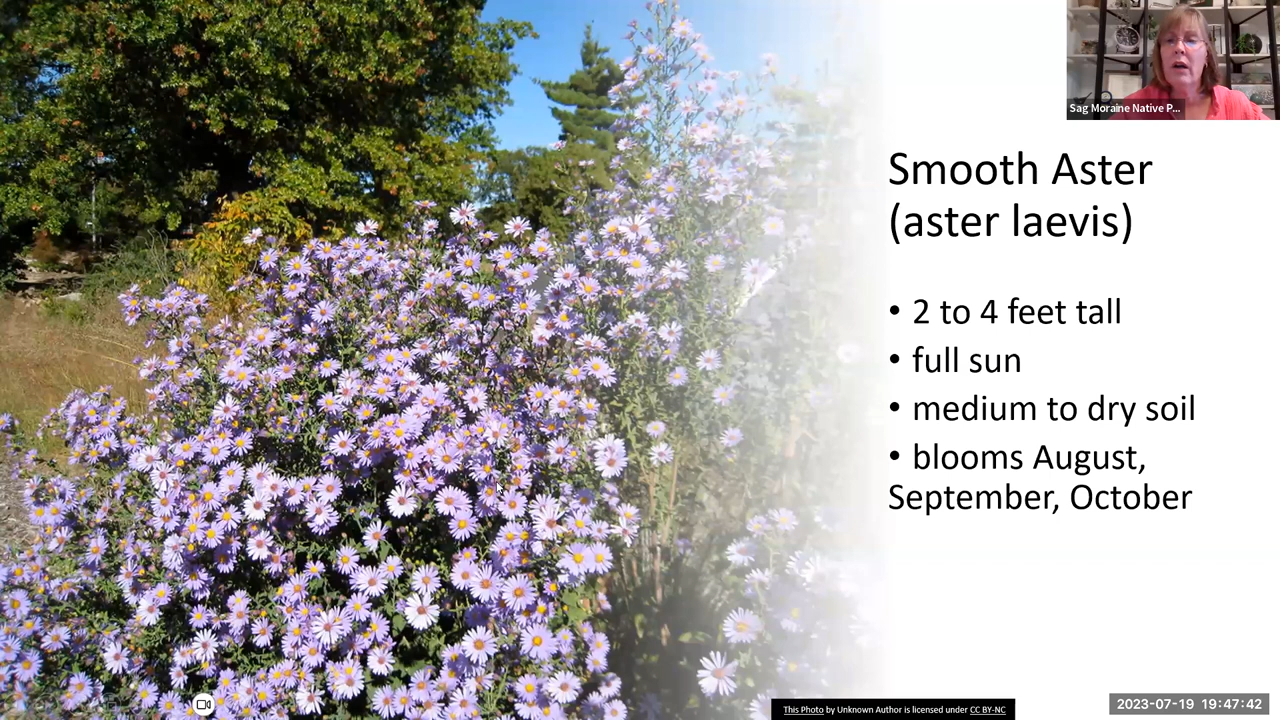 Sag Moraine Native P...
Smooth Aster
(aster laevis)
• 2 to 4 feet tall
• full sun
• medium to dry soil
• blooms August,
September, October
This Photo by Unknown Author is licensed under CC BY-NC
2023-07-19 19:47:42